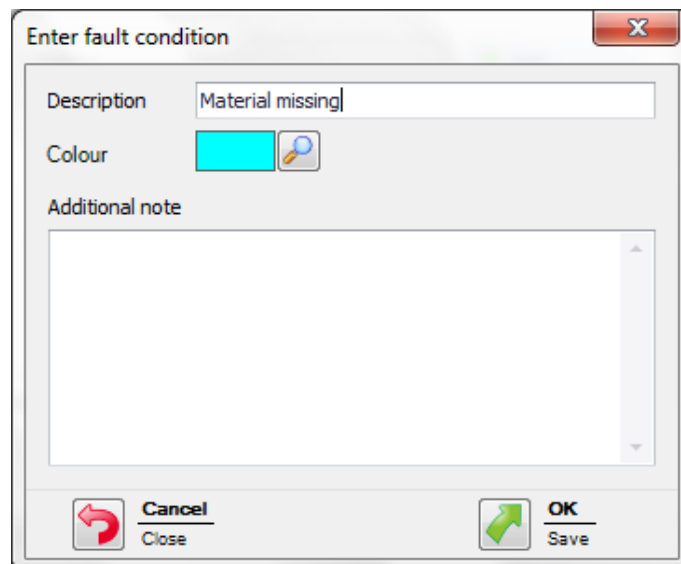 Enter fault condition
Description Material missing
Colour
Additional note
Cancel OK
Close Save